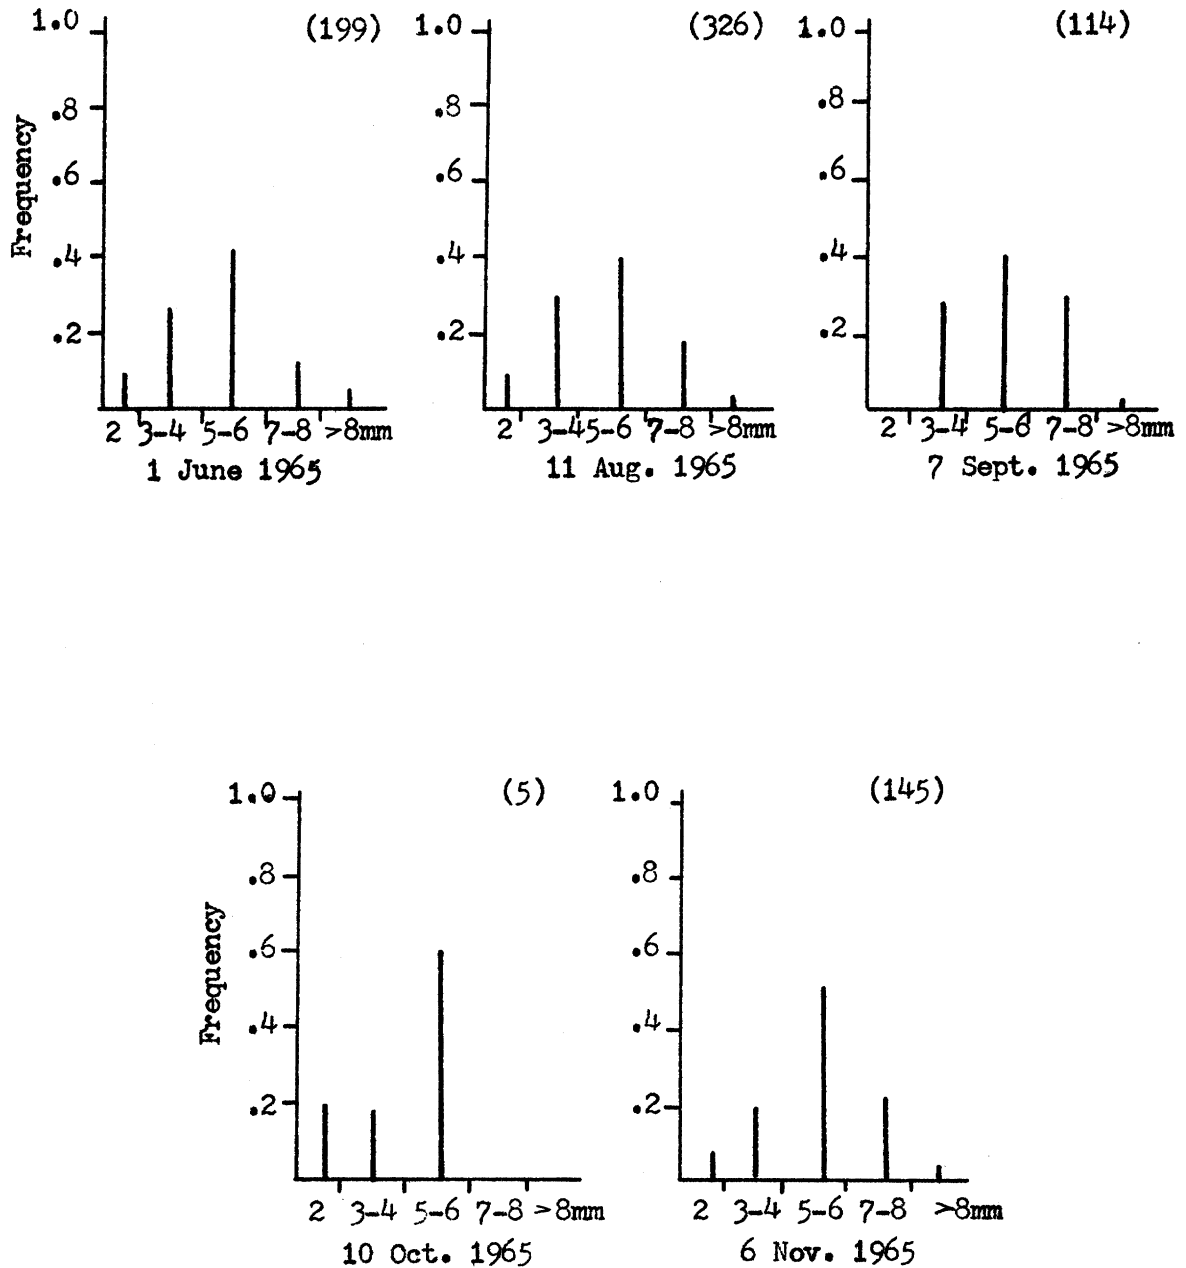 1.0 (199)
.8
.6
.4
.2
Frequency
2 3-4 5-6 7-8 >8mm
1 June 1965
1.0 (326)
.8
.6
.4
.2
2 3-4 5-6 7-8 >8mm
11 Aug. 1965
1.0 (114)
.8
.6
.4
.2
2 3-4 5-6 7-8 >8mm
7 Sept. 1965
1.0 (5)
.8
.6
.4
.2
Frequency
2 3-4 5-6 7-8 >8mm
10 Oct. 1965
1.0 (145)
.8
.6
.4
.2
2 3-4 5-6 7-8 >8mm
6 Nov. 1965